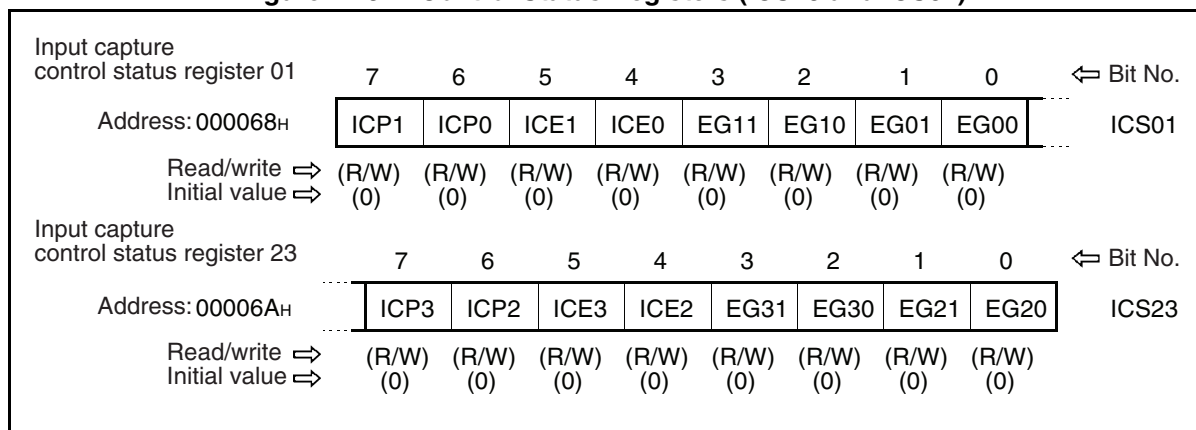 Input capture
control status register 01
7 6 5 4 3 2 1 0 ⇦ Bit No.
Address: 000068H ICP1 ICP0 ICE1 ICE0 EG11 EG10 EG01 EG00 ICS01
Read/write ⇨ (R/W) (R/W) (R/W) (R/W) (R/W) (R/W) (R/W) (R/W)
Initial value ⇨ (0) (0) (0) (0) (0) (0) (0) (0)
Input capture
control status register 23
7 6 5 4 3 2 1 0 ⇦ Bit No.
Address: 00006AH ICP3 ICP2 ICE3 ICE2 EG31 EG30 EG21 EG20 ICS23
Read/write ⇨ (R/W) (R/W) (R/W) (R/W) (R/W) (R/W) (R/W) (R/W)
Initial value ⇨ (0) (0) (0) (0) (0) (0) (0) (0)